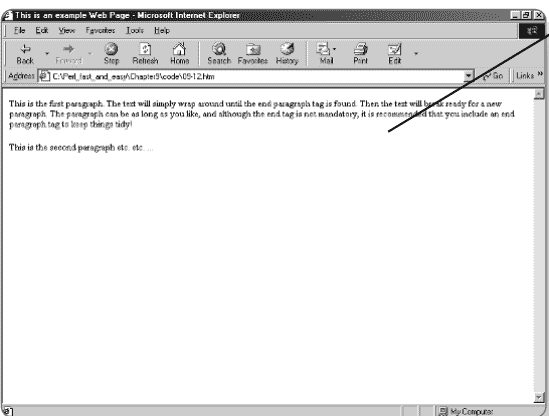 This is an example Web Page - Microsoft Internet Explorer
File Edit View Favorites Tools Help
Back Forward Stop Refresh Home Search Favorites History Mail Print Edit
Address C:\Perl_fast_and_easy\Chapter9\code\09-12.htm Go Links »
This is the first paragraph. The text will simply wrap around until the end paragraph tag is found. Then the text will break ready for a new
paragraph. The paragraph can be as long as you like, and although the end tag is not mandatory, it is recommended that you include an end
paragraph tag to keep things tidy!
This is the second paragraph etc. etc. ...
My Computer